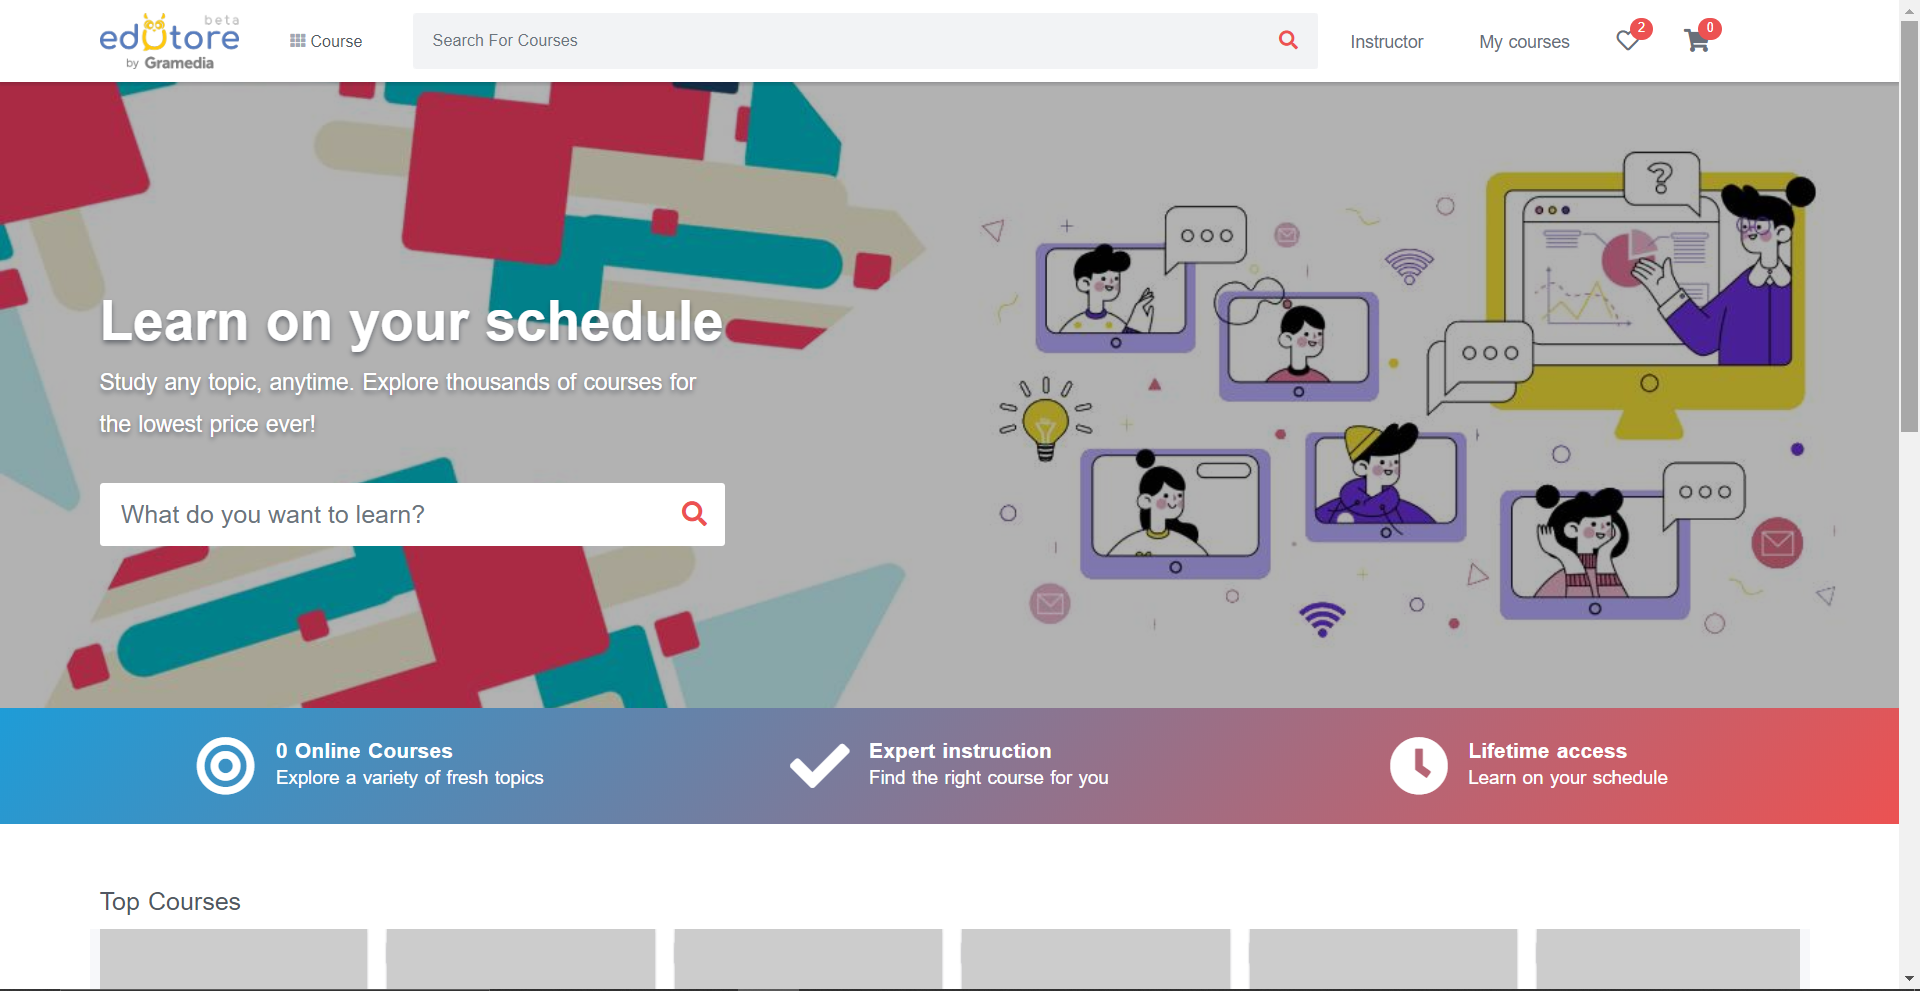 beta
edutore
by Gramedia
Course
Search For Courses
Instructor
My courses
2
0
?
Learn on your schedule
Study any topic, anytime. Explore thousands of courses for
the lowest price ever!
What do you want to learn?
0 Online Courses
Explore a variety of fresh topics
Expert instruction
Find the right course for you
Lifetime access
Learn on your schedule
Top Courses